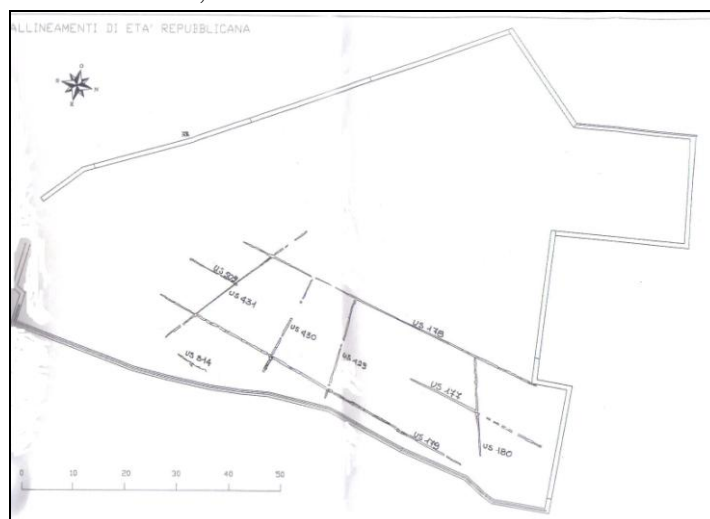 ALLINEAMENTI DI ETA' REPUBBLICANA
US 431
US 178
US 430
US 129
US 814
US 177
US 179
US 180
0 10 20 30 40 50